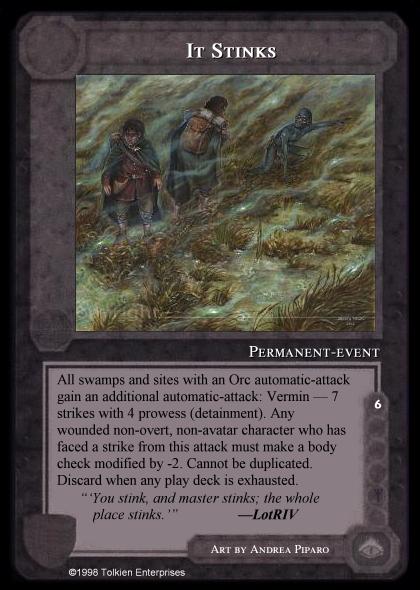 It Stinks
Permanent-event
All swamps and sites with an Orc automatic-attack
gain an additional automatic-attack: Vermin — 7
strikes with 4 prowess (detainment). Any
wounded non-overt, non-avatar character who has
faced a strike from this attack must make a body
check modified by -2. Cannot be duplicated.
Discard when any play deck is exhausted.
6
“‘You stink, and master stinks; the whole
place stinks.’”
—LotRIV
Art by Andrea Piparo
©1998 Tolkien Enterprises